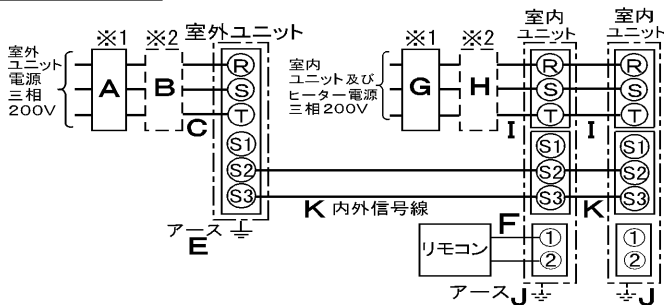 ※1 ※2 室外ユニット
室外
ユニット
電源
三相
200V
A B C
R
S
T
S1
S2
S3
アース
E
K 内外信号線
※1 ※2
室内
ユニット及び
ヒーター電源
三相200V
G H I I
室内
ユニット
R
S
T
S1
S2
S3
1
2
室内
ユニット
R
S
T
S1
S2
S3
1
2
F K
リモコン
アース J J